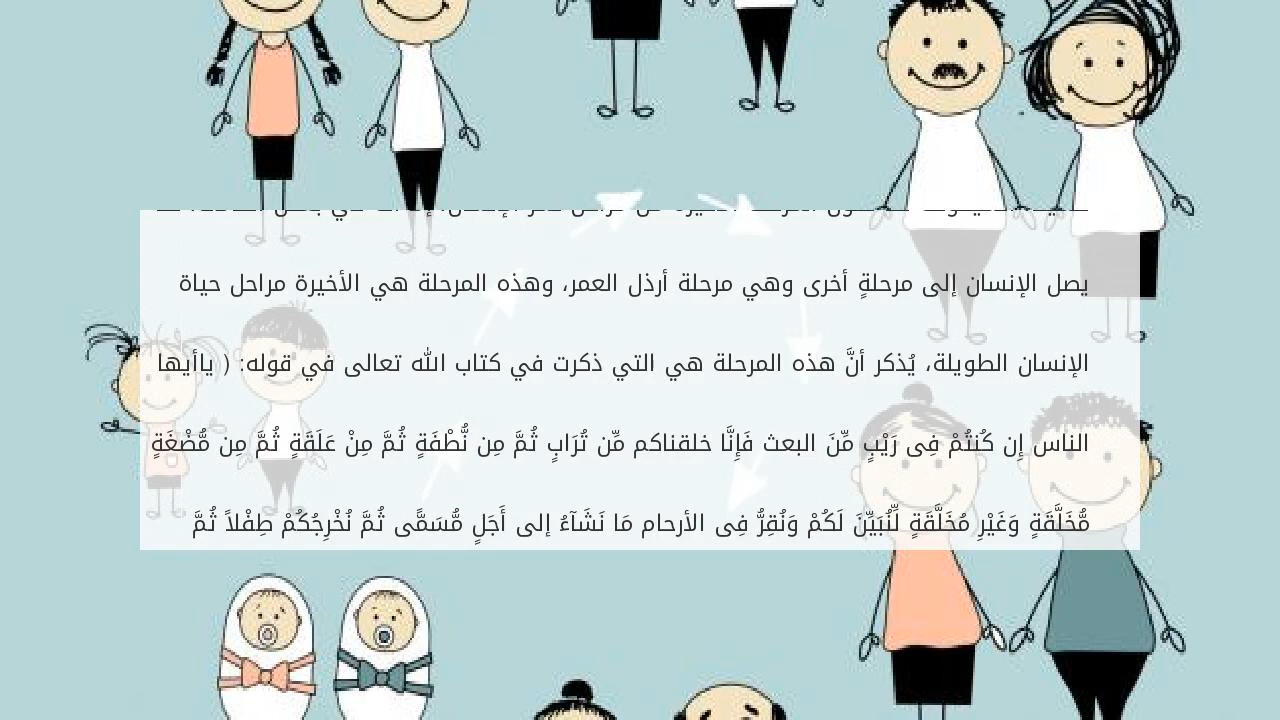 يصل الإنسان إلى مرحلةٍ أخرى وهي مرحلة أرذل العمر، وهذه المرحلة هي الأخيرة مراحل حياة
الإنسان الطويلة، يُذكر أنَّ هذه المرحلة هي التي ذكرت في كتاب الله تعالى في قوله: ( ياأيها
الناس إِن كُنتُمْ فِى رَيْبٍ مِّنَ البعث فَإِنَّا خلقناكم مِّن تُرَابٍ ثُمَّ مِن نُّطْفَةٍ ثُمَّ مِنْ عَلَقَةٍ ثُمَّ مِن مُّضْغَةٍ
مُّخَلَّقَةٍ وَغَيْرِ مُخَلَّقَةٍ لِّنُبَيِّنَ لَكُمْ وَنُقِرُّ فِى الأرحام مَا نَشَآءُ إلى أَجَلٍ مُّسَمًّى ثُمَّ نُخْرِجُكُمْ طِفْلاً ثُمَّ